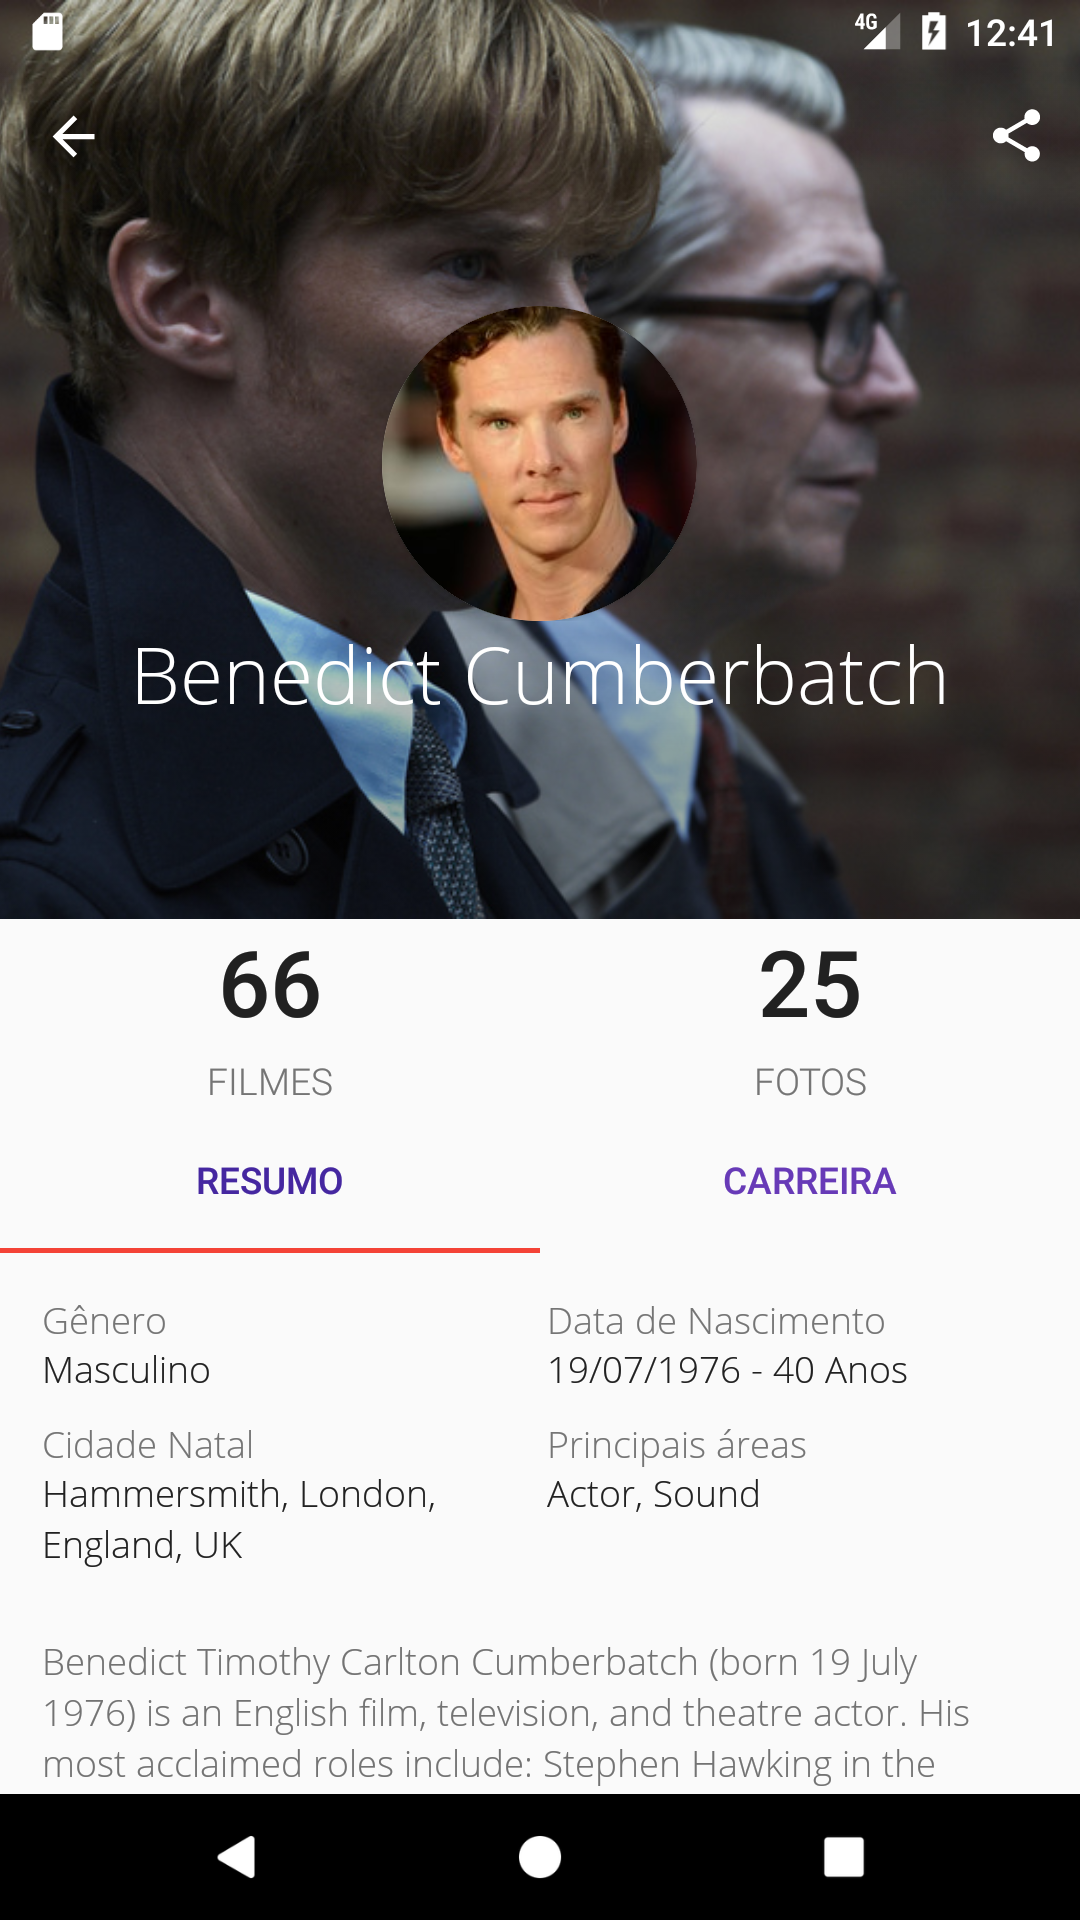 4G 12:41
Benedict Cumberbatch
66 25
FILMES FOTOS
RESUMO CARREIRA
Gênero Data de Nascimento
Masculino 19/07/1976 - 40 Anos
Cidade Natal Principais áreas
Hammersmith, London, Actor, Sound
England, UK
Benedict Timothy Carlton Cumberbatch (born 19 July
1976) is an English film, television, and theatre actor. His
most acclaimed roles include: Stephen Hawking in the